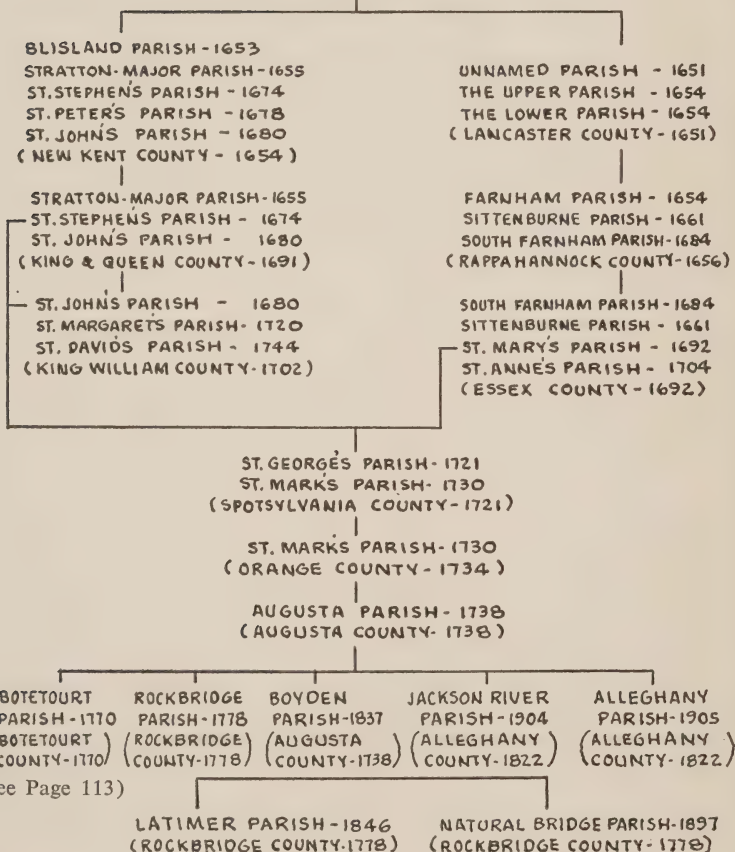 BLISLAND PARISH - 1653
STRATTON-MAJOR PARISH-1655
ST. STEPHEN'S PARISH - 1674
ST. PETER'S PARISH - 1678
ST. JOHN'S PARISH - 1680
( NEW KENT COUNTY - 1654 )
UNNAMED PARISH - 1651
THE UPPER PARISH - 1654
THE LOWER PARISH - 1654
( LANCASTER COUNTY - 1651 )
STRATTON-MAJOR PARISH-1655
ST. STEPHEN'S PARISH - 1674
ST. JOHN'S PARISH - 1680
( KING & QUEEN COUNTY - 1691 )
FARNHAM PARISH - 1654
SITTENBURNE PARISH - 1661
SOUTH FARNHAM PARISH-1684
( RAPPAHANNOCK COUNTY-1656 )
ST. JOHN'S PARISH - 1680
ST. MARGARET'S PARISH - 1720
ST. DAVID'S PARISH - 1744
( KING WILLIAM COUNTY - 1702 )
SOUTH FARNHAM PARISH-1684
SITTENBURNE PARISH - 1661
ST. MARY'S PARISH - 1692
ST. ANNE'S PARISH - 1704
( ESSEX COUNTY - 1692 )
ST. GEORGE'S PARISH - 1721
ST. MARK'S PARISH - 1730
( SPOTSYLVANIA COUNTY - 1721 )
ST. MARK'S PARISH - 1730
( ORANGE COUNTY - 1734 )
AUGUSTA PARISH - 1738
( AUGUSTA COUNTY - 1738 )
BOTETOURT
PARISH - 1770
BOTETOURT )
COUNTY-1770
ee Page 113)
ROCKBRIDGE
PARISH-1778
( ROCKBRIDGE )
COUNTY-1778
BOYDEN
PARISH-1837
( AUGUSTA )
COUNTY-1738
JACKSON RIVER
PARISH - 1904
( ALLEGHANY )
COUNTY-1822
ALLEGHANY
PARISH - 1905
( ALLEGHANY )
COUNTY-1822
LATIMER PARISH - 1846
( ROCKBRIDGE COUNTY-1778 )
NATURAL BRIDGE PARISH-1897
( ROCKBRIDGE COUNTY - 1778 )